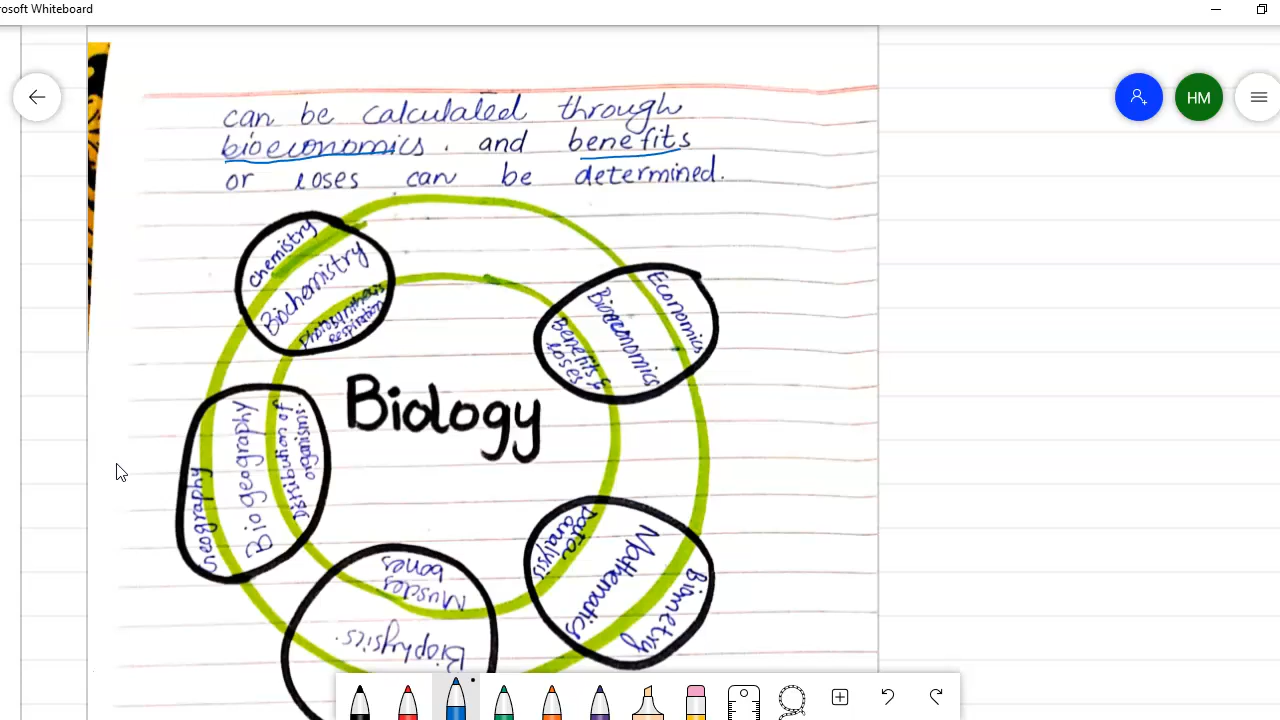 rosoft Whiteboard
HM
can be calculated through
bioeconomics. and benefits
or loses can be determined.
Chemistry
Biochemistry
Photosynthesis
Respiration
Economics
Bioeconomics
Benefits &
loses
Biology
Distribution of
organisms.
Biogeography
Geography
Data
analysis
Mathematics
Biometry
Muscles
bones
Biophysics.